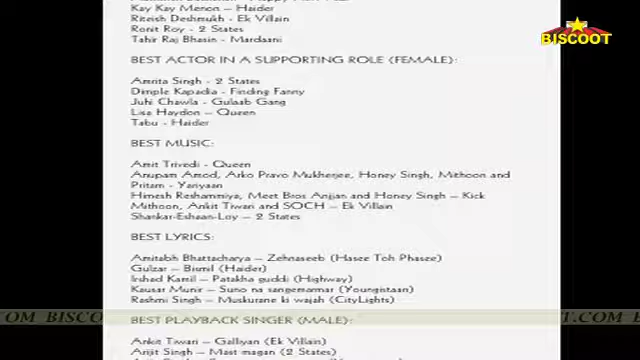 BISCOOT
Kay Kay Menon – Haider
Riteish Deshmukh - Ek Villain
Ronit Roy - 2 States
Tahir Raj Bhasin - Mardaani
BEST ACTOR IN A SUPPORTING ROLE (FEMALE):
Amrita Singh - 2 States
Dimple Kapadia - Finding Fanny
Juhi Chawla - Gulaab Gang
Lisa Haydon – Queen
Tabu - Haider
BEST MUSIC:
Amit Trivedi - Queen
Anupam Amod, Arko Pravo Mukherjee, Honey Singh, Mithoon and
Pritam - Yariyaan
Himesh Reshammiya, Meet Bros Anjjan and Honey Singh – Kick
Mithoon, Ankit Tiwari and SOCH – Ek Villain
Shankar-Eshaan-Loy – 2 States
BEST LYRICS:
Amitabh Bhattacharya – Zehnaseeb (Hasee Toh Phasee)
Gulzar – Bismil (Haider)
Irshad Kamil – Patakha guddi (Highway)
Kausar Munir – Suno na sangemarmar (Youngistaan)
Rashmi Singh – Muskurane ki wajah (CityLights)
BEST PLAYBACK SINGER (MALE):
Ankit Tiwari – Galliyan (Ek Villain)
Arijit Singh – Mast magan (2 States)